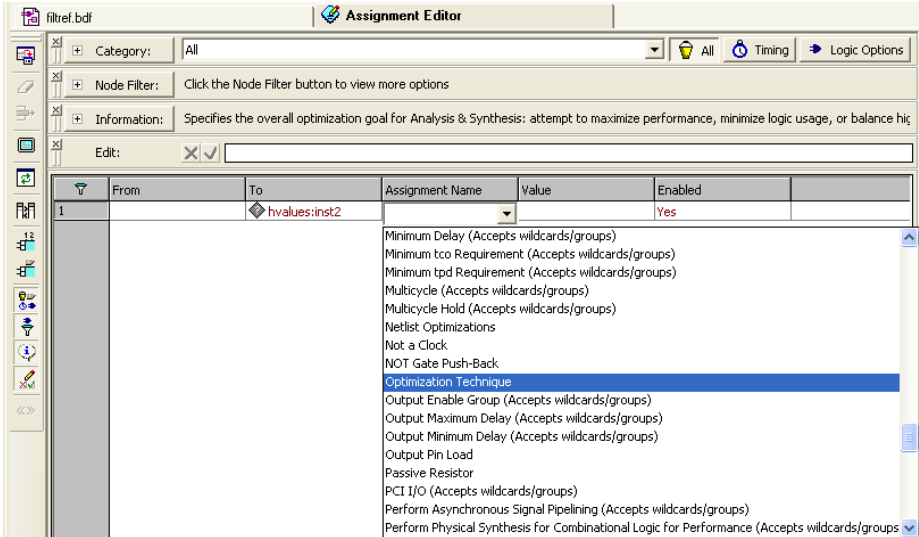 filtref.bdf Assignment Editor
Category: All All Timing Logic Options
Node Filter: Click the Node Filter button to view more options
Information: Specifies the overall optimization goal for Analysis & Synthesis: attempt to maximize performance, minimize logic usage, or balance hig
Edit:
From To Assignment Name Value Enabled
1 hvalues:inst2 Yes
Minimum Delay (Accepts wildcards/groups)
Minimum tco Requirement (Accepts wildcards/groups)
Minimum tpd Requirement (Accepts wildcards/groups)
Multicycle (Accepts wildcards/groups)
Multicycle Hold (Accepts wildcards/groups)
Netlist Optimizations
Not a Clock
NOT Gate Push-Back
Optimization Technique
Output Enable Group (Accepts wildcards/groups)
Output Maximum Delay (Accepts wildcards/groups)
Output Minimum Delay (Accepts wildcards/groups)
Output Pin Load
Passive Resistor
PCI I/O (Accepts wildcards/groups)
Perform Asynchronous Signal Pipelining (Accepts wildcards/groups)
Perform Physical Synthesis for Combinational Logic for Performance (Accepts wildcards/groups